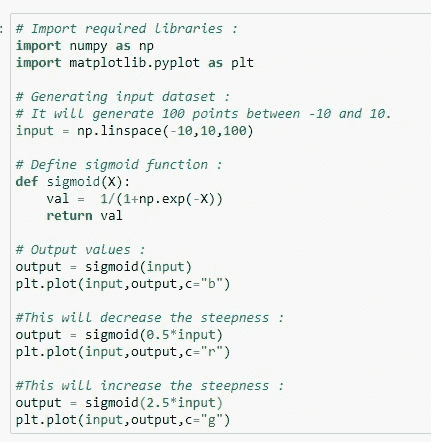 # Import required libraries :
import numpy as np
import matplotlib.pyplot as plt
# Generating input dataset :
# It will generate 100 points between -10 and 10.
input = np.linspace(-10,10,100)
# Define sigmoid function :
def sigmoid(X):
    val =  1/(1+np.exp(-X))
    return val
# Output values :
output = sigmoid(input)
plt.plot(input,output,c="b")
#This will decrease the steepness :
output = sigmoid(0.5*input)
plt.plot(input,output,c="r")
#This will increase the steepness :
output = sigmoid(2.5*input)
plt.plot(input,output,c="g")